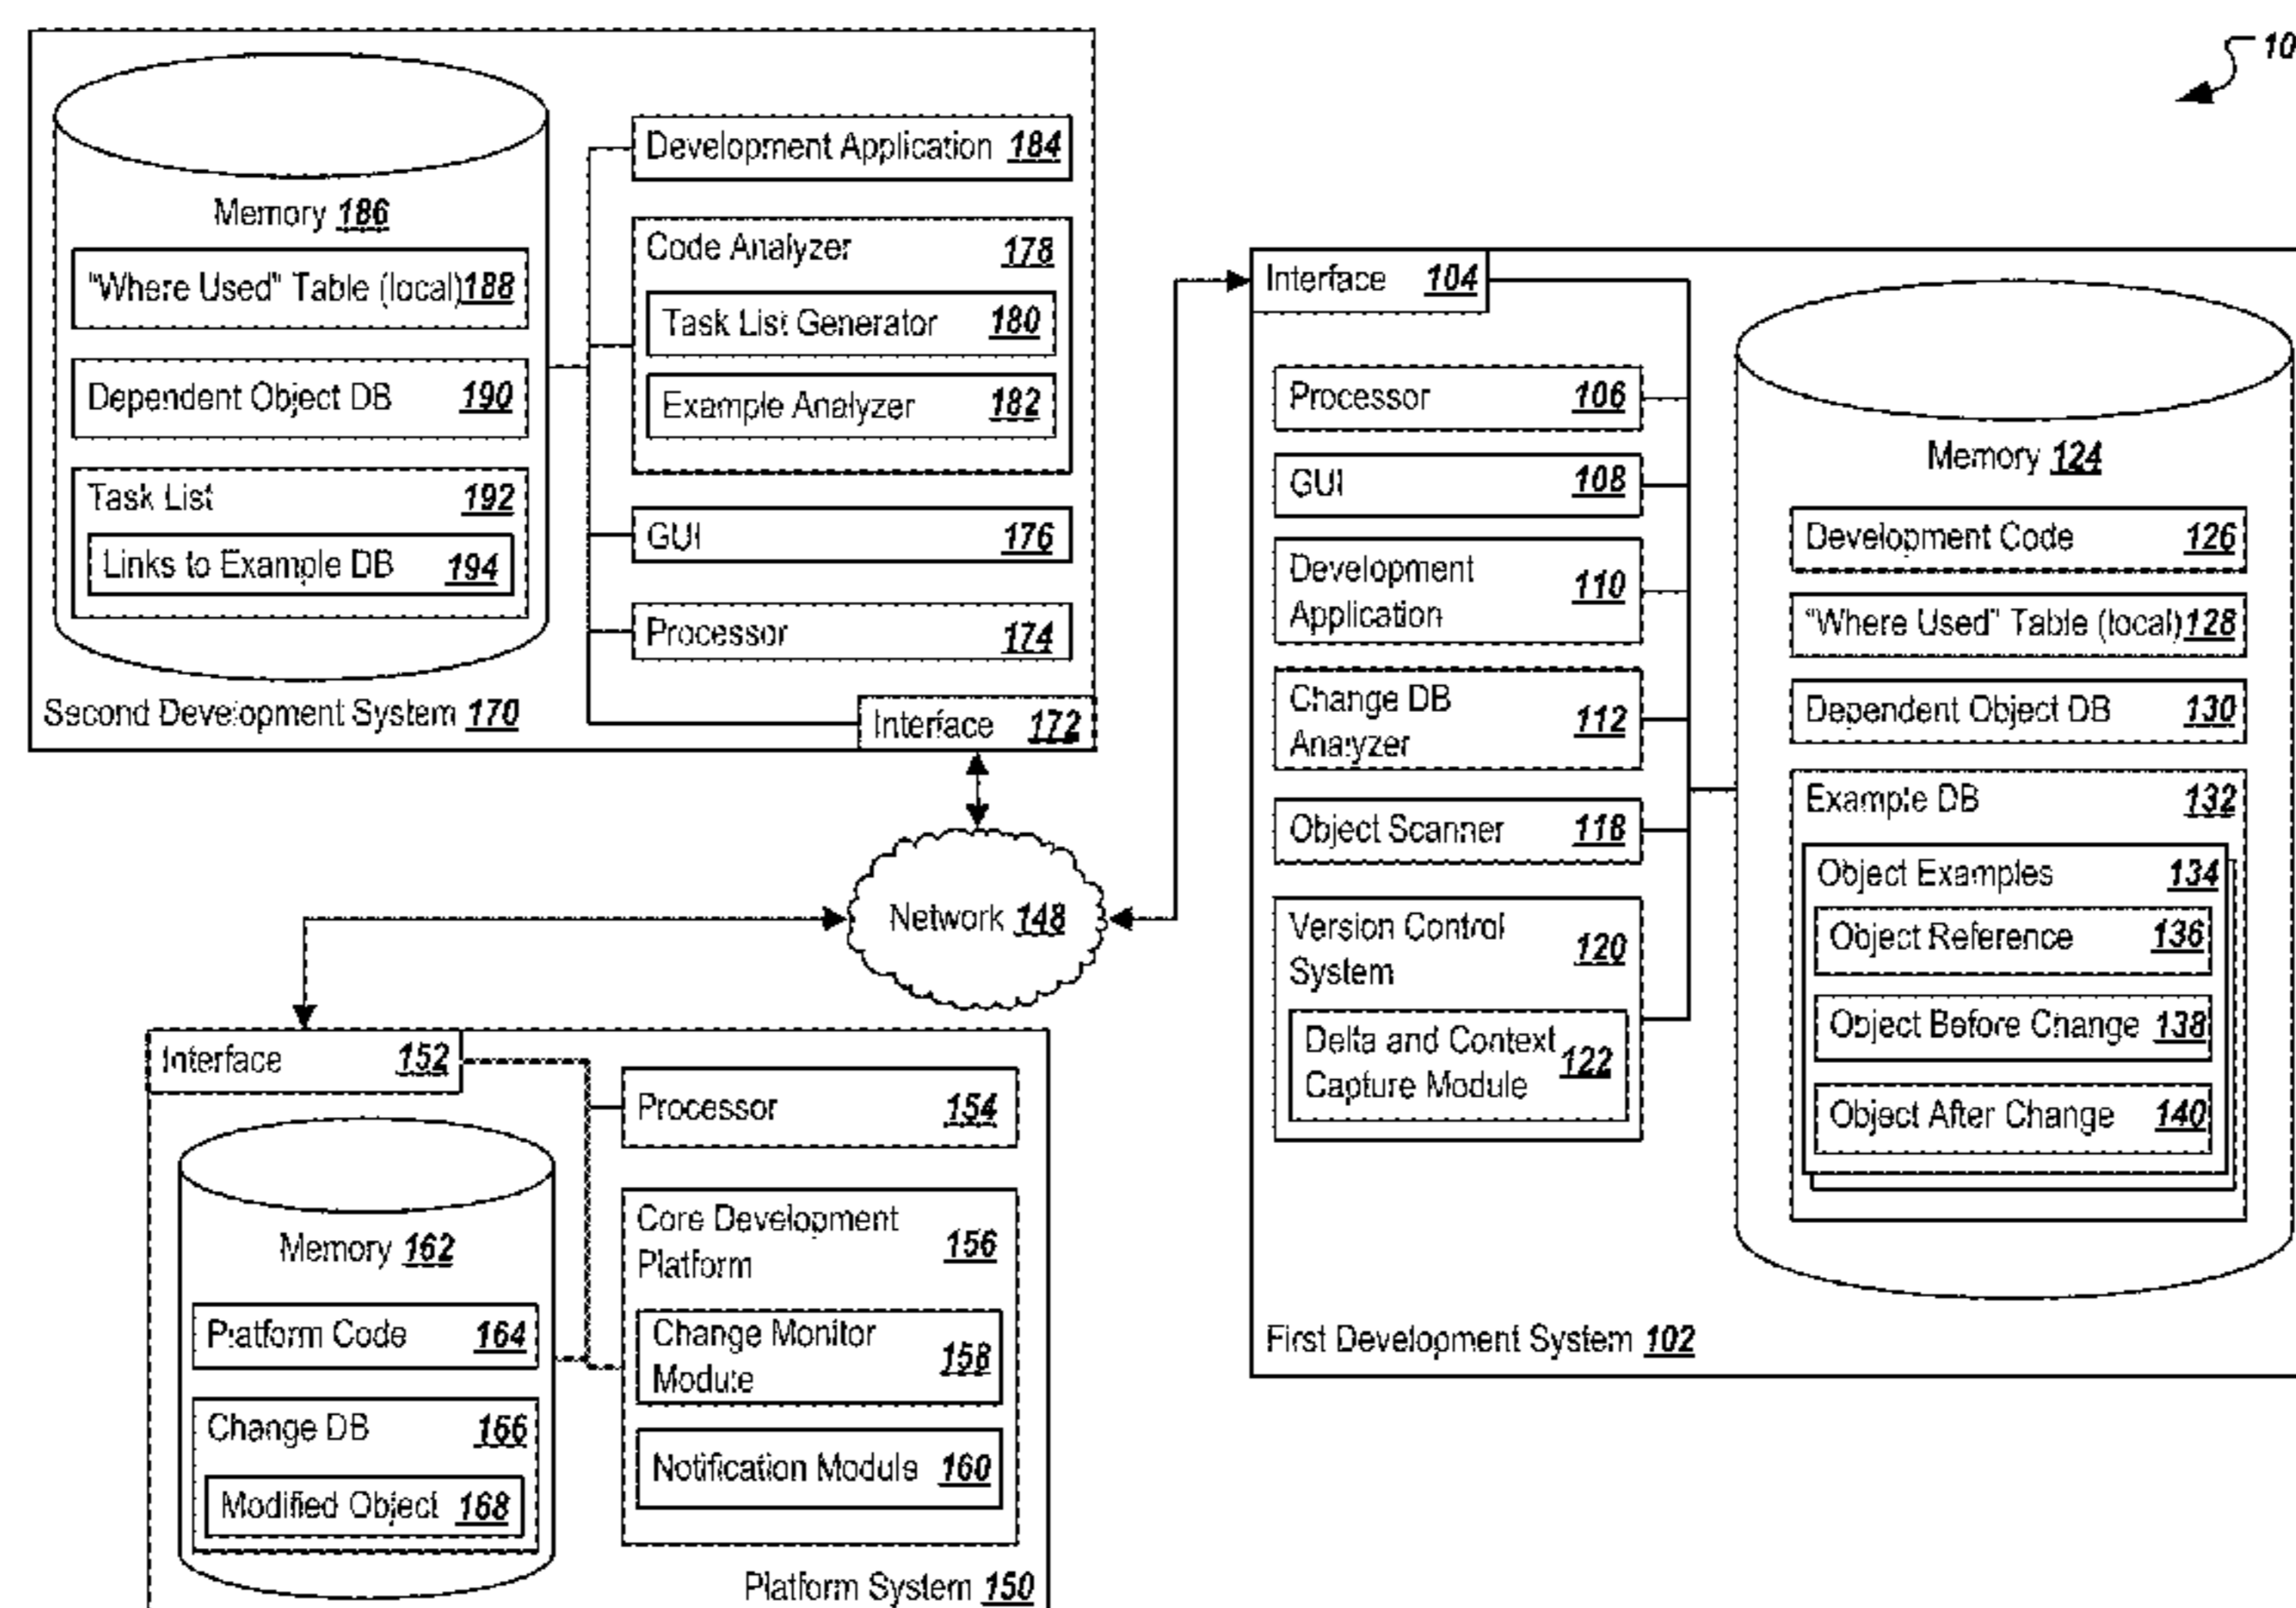 10
Memory 186
"Where Used" Table (local) 188
Dependent Object DB 190
Task List 192
Links to Example DB 194
Development Application 184
Code Analyzer 178
Task List Generator 180
Example Analyzer 182
GUI 176
Processor 174
Second Development System 170
Interface 172
Network 148
Interface 152
Processor 154
Memory 162
Platform Code 164
Change DB 166
Modified Object 168
Core Development
Platform 156
Change Monitor
Module 158
Notification Module 160
Platform System 150
Interface 104
Processor 106
GUI 108
Development
Application 110
Change DB
Analyzer 112
Object Scanner 118
Version Control
System 120
Delta and Context
Capture Module 122
Memory 124
Development Code 126
"Where Used" Table (local) 128
Dependent Object DB 130
Example DB 132
Object Examples 134
Object Reference 136
Object Before Change 138
Object After Change 140
First Development System 102